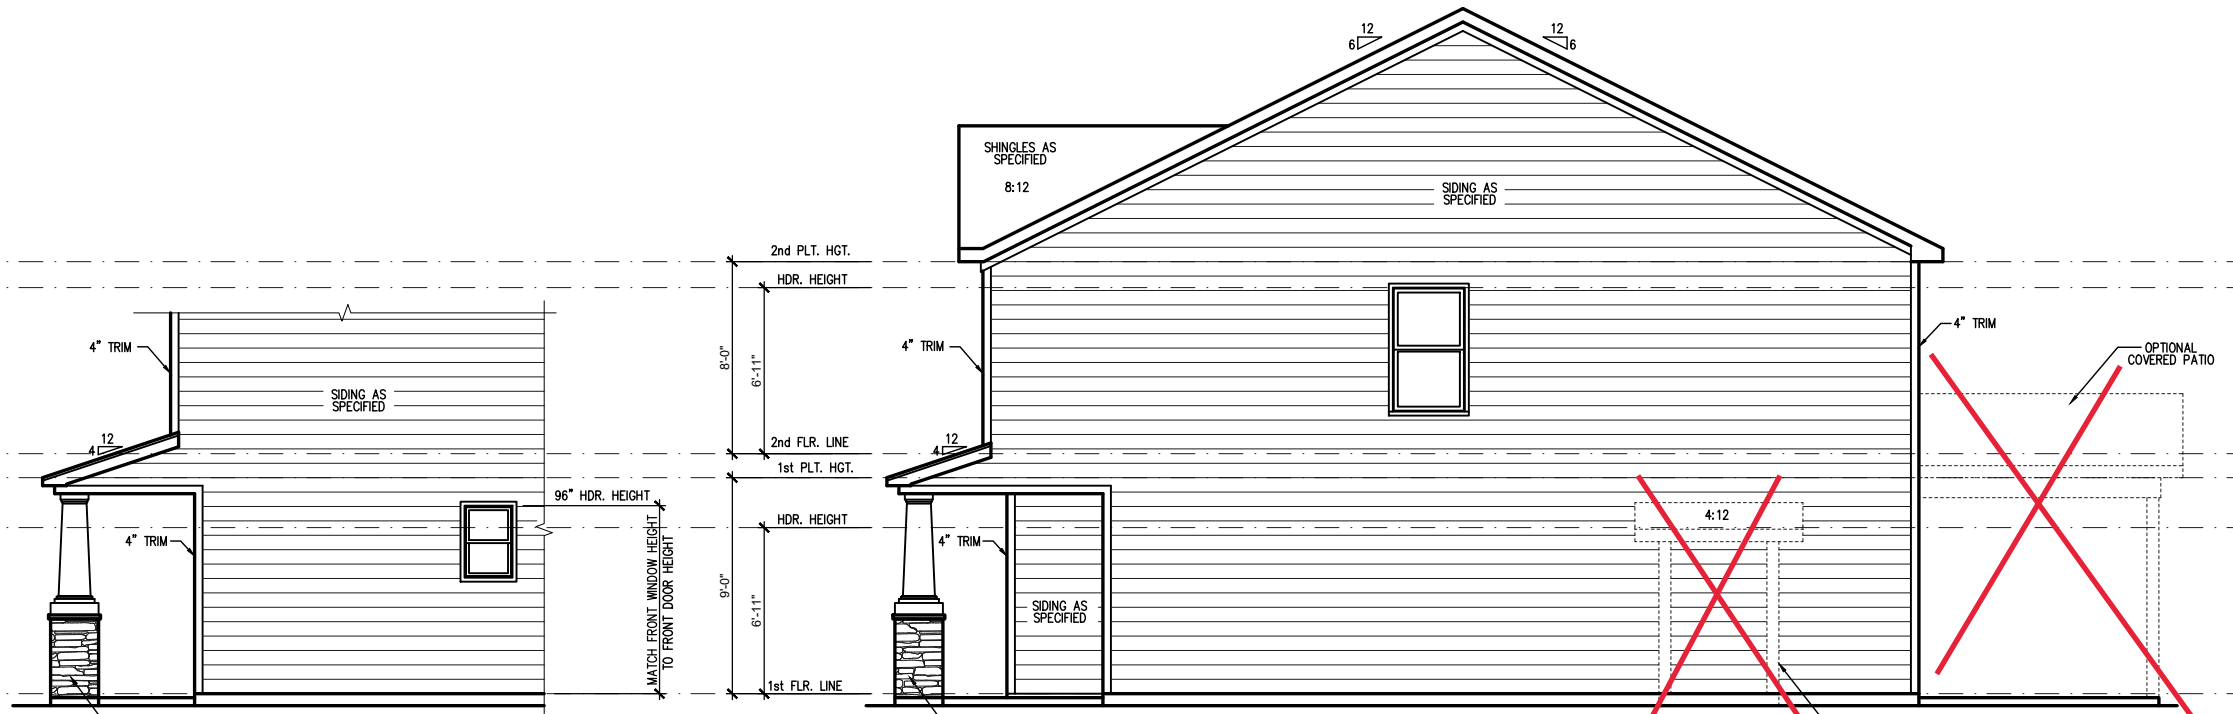 12
6
12
6
SHINGLES AS
SPECIFIED
8:12
SIDING AS
SPECIFIED
2nd PLT. HGT.
HDR. HEIGHT
4" TRIM
SIDING AS
SPECIFIED
12
4
8'-0"
6'-11"
4" TRIM
4" TRIM
OPTIONAL
COVERED PATIO
2nd FLR. LINE
1st PLT. HGT.
12
4
96" HDR. HEIGHT
MATCH FRONT WINDOW HEIGHT
TO FRONT DOOR HEIGHT
4" TRIM
HDR. HEIGHT
9'-0"
6'-11"
4" TRIM
4:12
SIDING AS
SPECIFIED
1st FLR. LINE